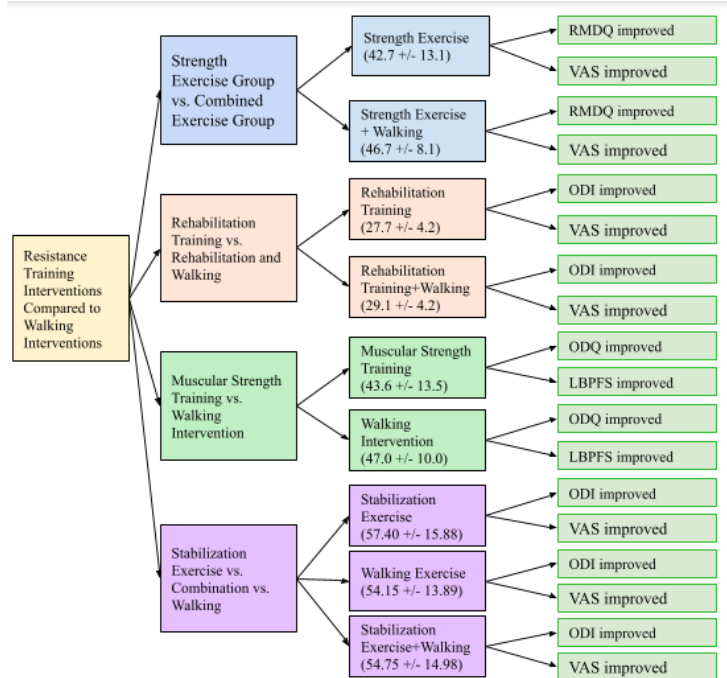 Resistance
Training
Interventions
Compared to
Walking
Interventions
Strength
Exercise Group
vs. Combined
Exercise Group
Strength Exercise
(42.7 +/- 13.1)
RMDQ improved
VAS improved
Strength Exercise
+ Walking
(46.7 +/- 8.1)
RMDQ improved
VAS improved
Rehabilitation
Training vs.
Rehabilitation and
Walking
Rehabilitation
Training
(27.7 +/- 4.2)
ODI improved
VAS improved
Rehabilitation
Training+Walking
(29.1 +/- 4.2)
ODI improved
VAS improved
Muscular Strength
Training vs.
Walking
Intervention
Muscular Strength
Training
(43.6 +/- 13.5)
ODQ improved
LBPFS improved
Walking
Intervention
(47.0 +/- 10.0)
ODQ improved
LBPFS improved
Stabilization
Exercise vs.
Combination vs.
Walking
Stabilization
Exercise
(57.40 +/- 15.88)
ODI improved
VAS improved
Walking Exercise
(54.15 +/- 13.89)
ODI improved
VAS improved
Stabilization
Exercise+Walking
(54.75 +/- 14.98)
ODI improved
VAS improved